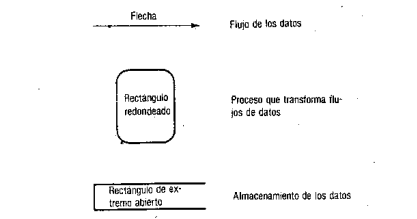 Flecha
Flujo de los datos
Rectángulo
redondeado
Proceso que transforma flu-
jos de datos
Rectángulo de ex-
tremo abierto
Almacenamiento de los datos